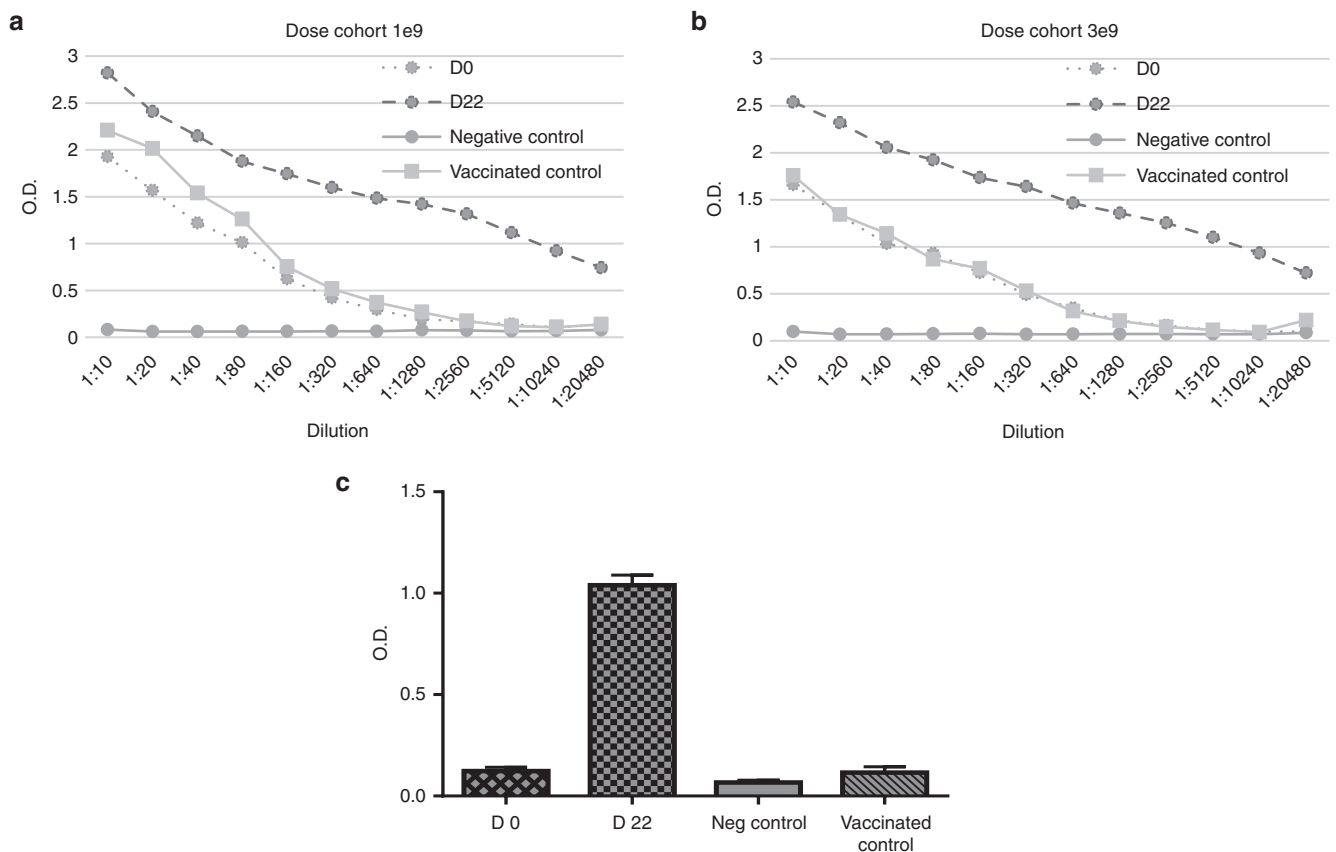 a
Dose cohort 1e9
3
2.5
2
1.5
1
0.5
0
O.D.
D0
D22
Negative control
Vaccinated control
1:10
1:20
1:40
1:80
1:160
1:320
1:640
1:1280
1:2560
1:5120
1:10240
1:20480
Dilution
b
Dose cohort 3e9
3
2.5
2
1.5
1
0.5
0
O.D.
D0
D22
Negative control
Vaccinated control
1:10
1:20
1:40
1:80
1:160
1:320
1:640
1:1280
1:2560
1:5120
1:10240
1:20480
Dilution
c
1.5
1.0
0.5
0.0
O.D.
D 0
D 22
Neg control
Vaccinated
control